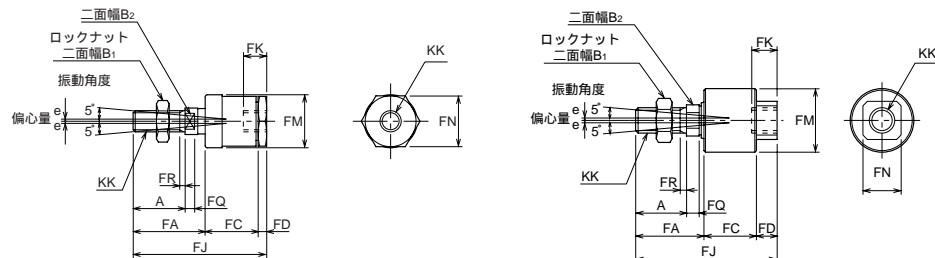 二面幅B2
ロックナット
二面幅B1
振動角度
偏心量
e
e
5°
5°
KK
FR
A
FQ
FA
FC
FD
FJ
FK
FM
KK
FN
二面幅B2
ロックナット
二面幅B1
振動角度
偏心量
e
e
5°
5°
KK
FR
A
FQ
FA
FC
FD
FJ
FK
FM
KK
FN